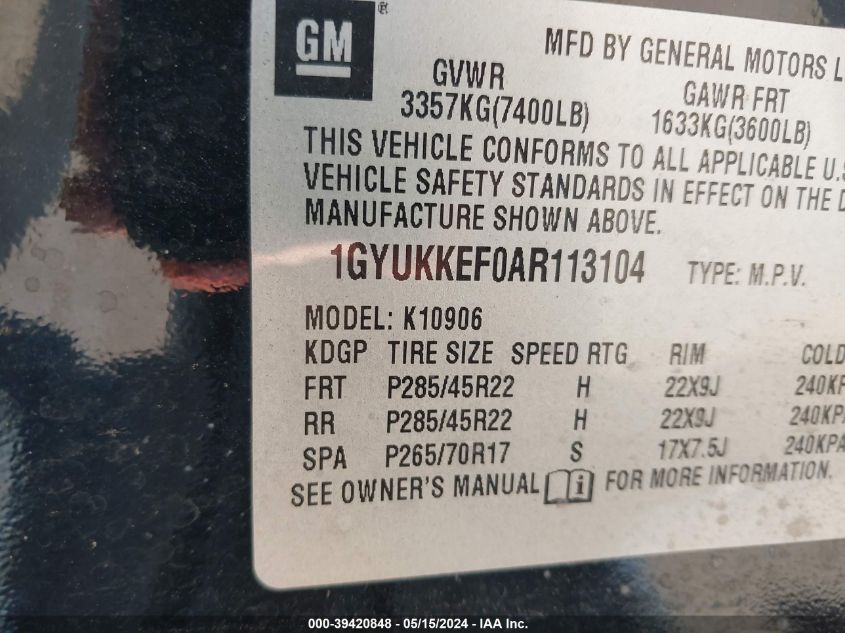 GM ®
MFD BY GENERAL MOTORS L
GVWR GAWR FRT
3357KG(7400LB) 1633KG(3600LB)
THIS VEHICLE CONFORMS TO ALL APPLICABLE U.S
VEHICLE SAFETY STANDARDS IN EFFECT ON THE D
MANUFACTURE SHOWN ABOVE.
1GYUKKEF0AR113104 TYPE: M.P.V.
MODEL: K10906
KDGP TIRE SIZE SPEED RTG RIM COLD
FRT P285/45R22 H 22X9J 240KP
RR P285/45R22 H 22X9J 240KPA
SPA P265/70R17 S 17X7.5J 240KPA
SEE OWNER'S MANUAL i FOR MORE INFORMATION.
000-39420848 - 05/15/2024 - IAA Inc.